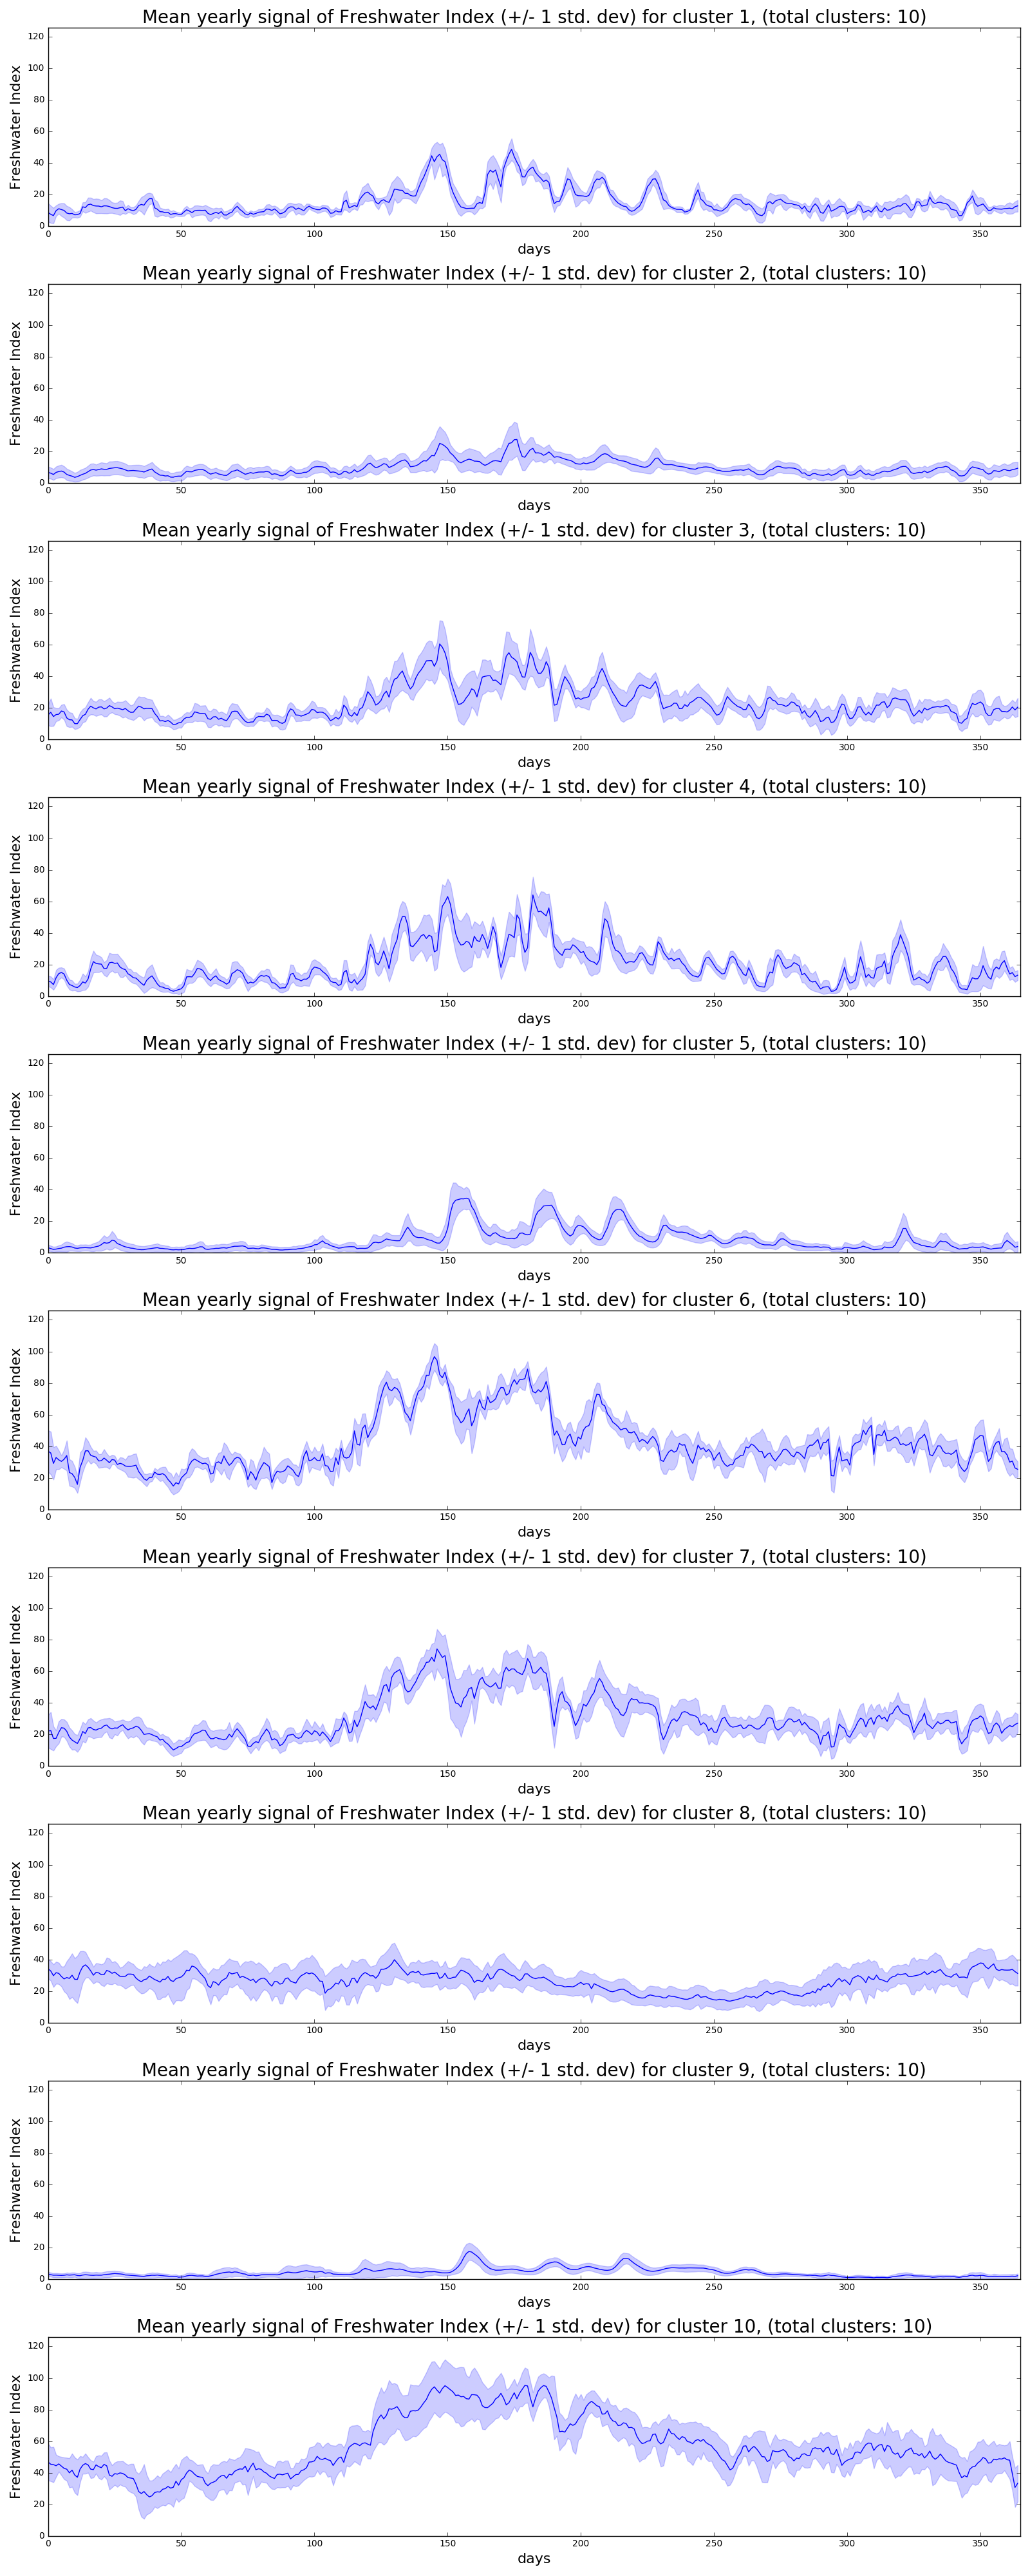 Mean yearly signal of Freshwater Index (+/- 1 std. dev) for cluster 1, (total clusters: 10)
Freshwater Index
120
100
80
60
40
20
0
0 50 100 150 200 250 300 350
days
Mean yearly signal of Freshwater Index (+/- 1 std. dev) for cluster 2, (total clusters: 10)
Freshwater Index
120
100
80
60
40
20
0
0 50 100 150 200 250 300 350
days
Mean yearly signal of Freshwater Index (+/- 1 std. dev) for cluster 3, (total clusters: 10)
Freshwater Index
120
100
80
60
40
20
0
0 50 100 150 200 250 300 350
days
Mean yearly signal of Freshwater Index (+/- 1 std. dev) for cluster 4, (total clusters: 10)
Freshwater Index
120
100
80
60
40
20
0
0 50 100 150 200 250 300 350
days
Mean yearly signal of Freshwater Index (+/- 1 std. dev) for cluster 5, (total clusters: 10)
Freshwater Index
120
100
80
60
40
20
0
0 50 100 150 200 250 300 350
days
Mean yearly signal of Freshwater Index (+/- 1 std. dev) for cluster 6, (total clusters: 10)
Freshwater Index
120
100
80
60
40
20
0
0 50 100 150 200 250 300 350
days
Mean yearly signal of Freshwater Index (+/- 1 std. dev) for cluster 7, (total clusters: 10)
Freshwater Index
120
100
80
60
40
20
0
0 50 100 150 200 250 300 350
days
Mean yearly signal of Freshwater Index (+/- 1 std. dev) for cluster 8, (total clusters: 10)
Freshwater Index
120
100
80
60
40
20
0
0 50 100 150 200 250 300 350
days
Mean yearly signal of Freshwater Index (+/- 1 std. dev) for cluster 9, (total clusters: 10)
Freshwater Index
120
100
80
60
40
20
0
0 50 100 150 200 250 300 350
days
Mean yearly signal of Freshwater Index (+/- 1 std. dev) for cluster 10, (total clusters: 10)
Freshwater Index
120
100
80
60
40
20
0
0 50 100 150 200 250 300 350
days